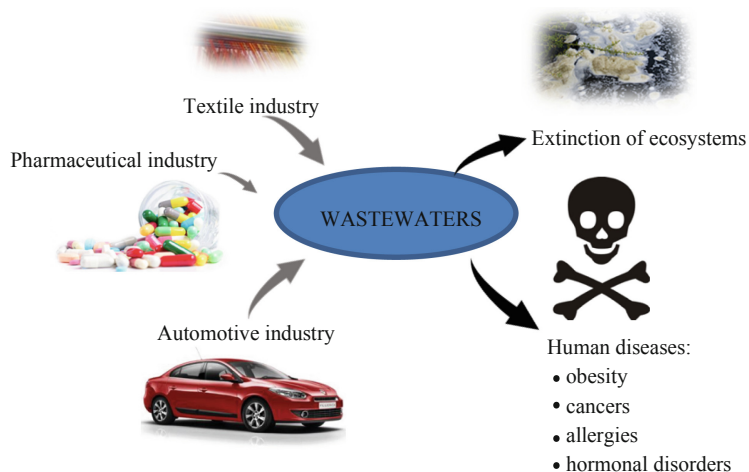 Textile industry
Pharmaceutical industry
Automotive industry
WASTEWATERS
Extinction of ecosystems
Human diseases:
• obesity
• cancers
• allergies
• hormonal disorders